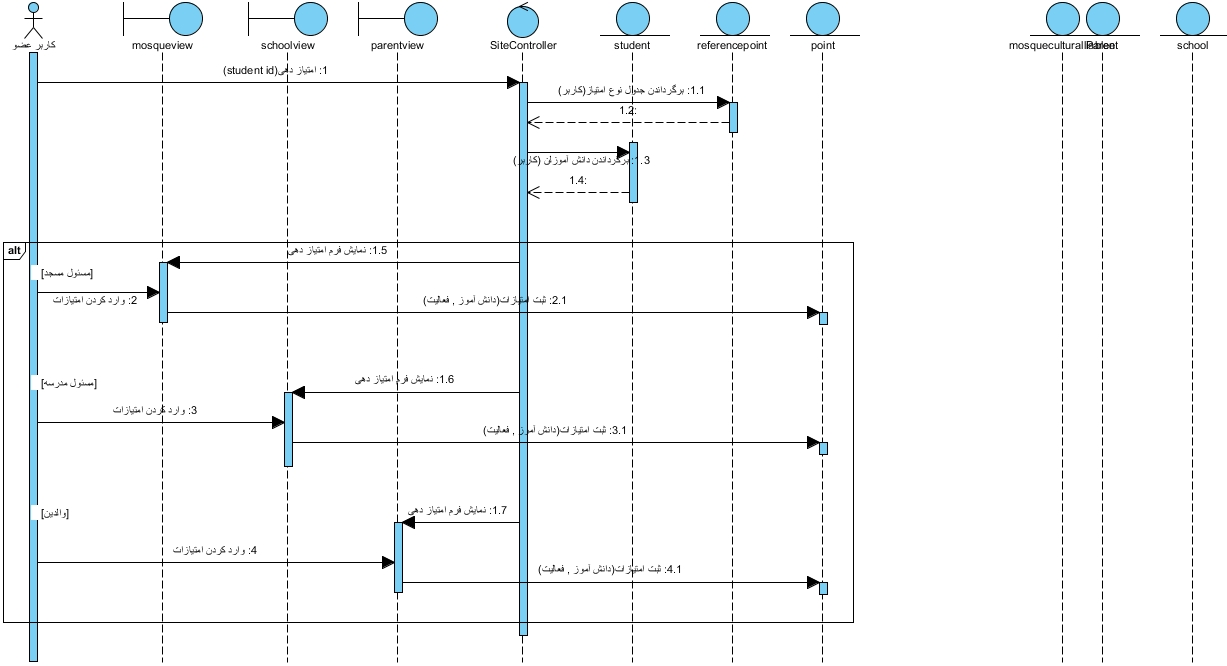 کاربر عضو
mosqueview
schoolview
parentview
SiteController
student
referencepoint
point
school
1: امتیاز دهی(student id)
1.1: برگرداندن جدول نوع امتیاز(کاربر)
1.2:
1.3: برگرداندن دانش آموزان (کاربر)
1.4:
alt
1.5: نمایش فرم امتیاز دهی
[مسئول مسجد]
2: وارد کردن امتیازات
2.1: ثبت امتیازات(دانش آموز , فعالیت)
1.6: نمایش فرم امتیاز دهی
[مسئول مدرسه]
3: وارد کردن امتیازات
3.1: ثبت امتیازات(دانش آموز , فعالیت)
1.7: نمایش فرم امتیاز دهی
[والدین]
4: وارد کردن امتیازات
4.1: ثبت امتیازات(دانش آموز , فعالیت)